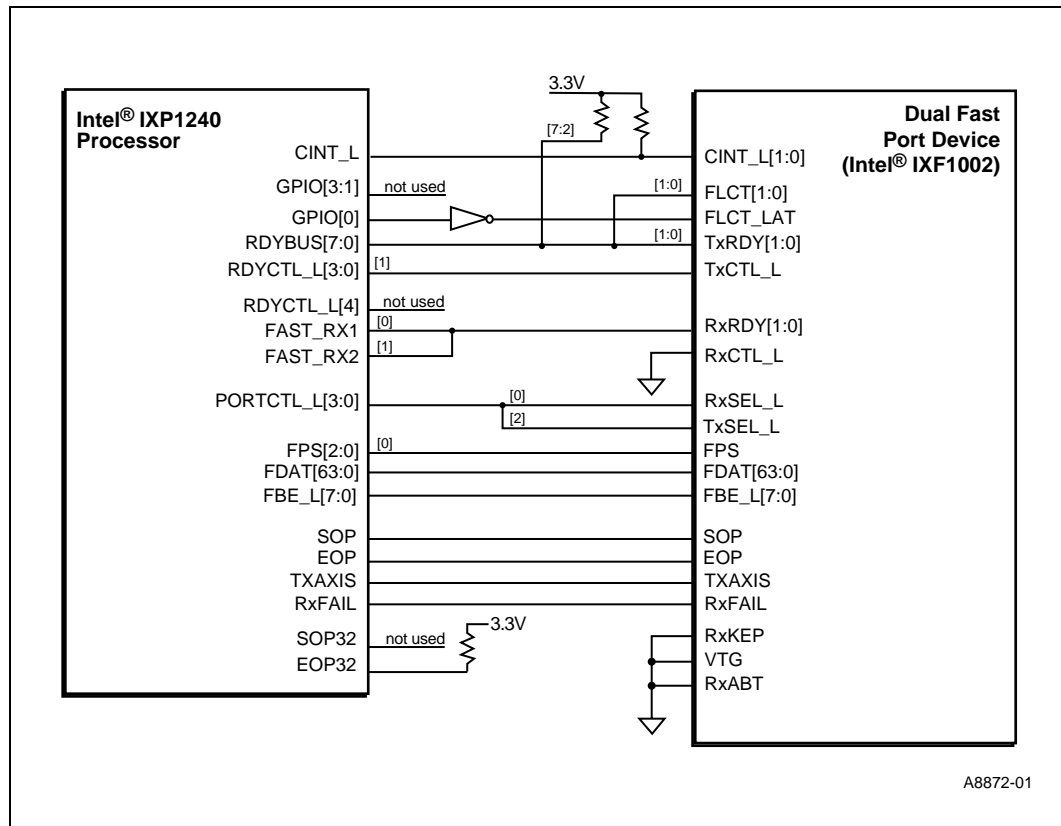 Intel® IXP1240
Processor
CINT_L
GPIO[3:1]
not used
GPIO[0]
RDYBUS[7:0]
RDYCTL_L[3:0]
[1]
RDYCTL_L[4]
not used
FAST_RX1
[0]
FAST_RX2
[1]
PORTCTL_L[3:0]
FPS[2:0]
[0]
FDAT[63:0]
FBE_L[7:0]
SOP
EOP
TXAXIS
RxFAIL
SOP32
not used
EOP32
3.3V
3.3V
[7:2]
Dual Fast
Port Device
(Intel® IXF1002)
CINT_L[1:0]
[1:0]
FLCT[1:0]
FLCT_LAT
[1:0]
TxRDY[1:0]
TxCTL_L
RxRDY[1:0]
RxCTL_L
[0]
RxSEL_L
[2]
TxSEL_L
FPS
FDAT[63:0]
FBE_L[7:0]
SOP
EOP
TXAXIS
RxFAIL
RxKEP
VTG
RxABT
A8872-01